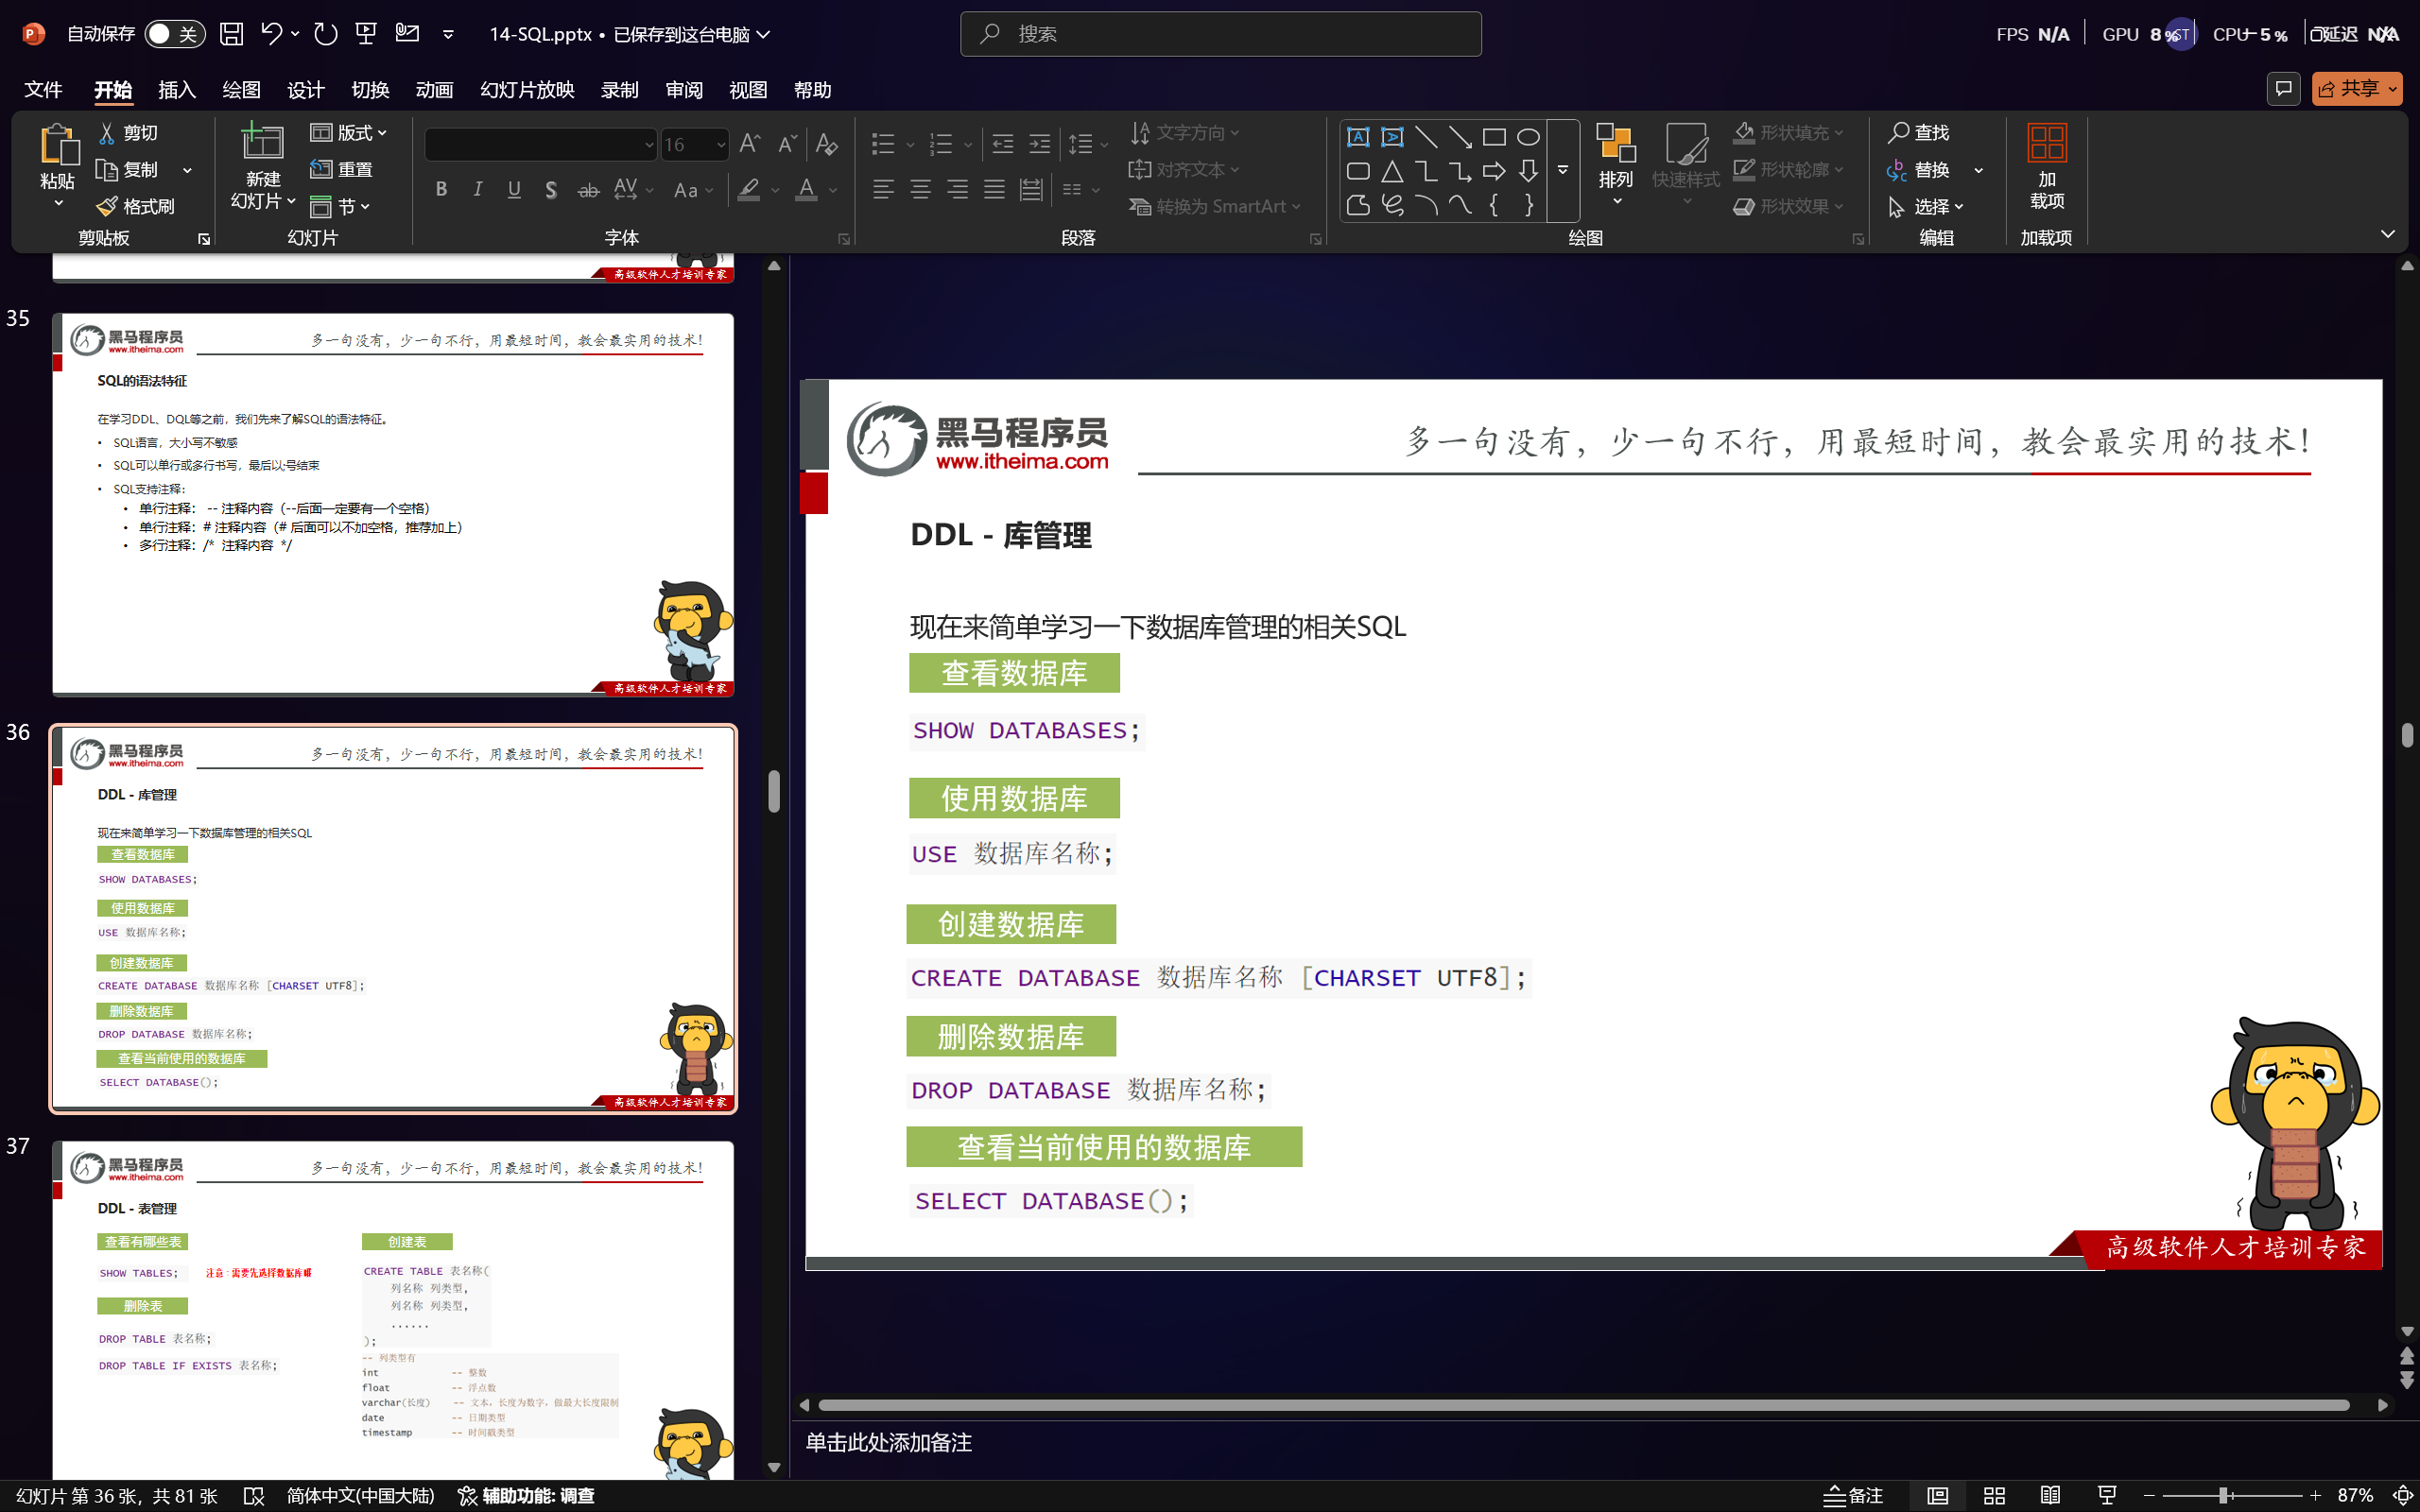 自动保存 关 14-SQL.pptx • 已保存到这台电脑 搜索 FPS N/A GPU 8 % CPU 5 % 延迟 N/A
文件 开始 插入 绘图 设计 切换 动画 幻灯片放映 录制 审阅 视图 帮助 共享
粘贴 剪切 复制 格式刷 剪贴板
新建 幻灯片 版式 重置 节 幻灯片
16 字体
文字方向 对齐文本 转换为 SmartArt 段落
排列 快速样式 形状填充 形状轮廓 形状效果 绘图
查找 替换 选择 编辑
加 载项 加载项
高级软件人才培训专家
35
黑马程序员
www.itheima.com
多一句没有，少一句不行，用最短时间，教会最实用的技术！
SQL的语法特征
在学习DDL、DQL等之前，我们先来了解SQL的语法特征。
• SQL语言，大小写不敏感
• SQL可以单行或多行书写，最后以;号结束
• SQL支持注释：
• 单行注释： -- 注释内容（--后面一定要有一个空格）
• 单行注释：# 注释内容（# 后面可以不加空格，推荐加上）
• 多行注释：/* 注释内容 */
高级软件人才培训专家
36
黑马程序员
www.itheima.com
多一句没有，少一句不行，用最短时间，教会最实用的技术！
DDL - 库管理
现在来简单学习一下数据库管理的相关SQL
查看数据库
SHOW DATABASES;
使用数据库
USE 数据库名称;
创建数据库
CREATE DATABASE 数据库名称 [CHARSET UTF8];
删除数据库
DROP DATABASE 数据库名称;
查看当前使用的数据库
SELECT DATABASE();
高级软件人才培训专家
37
黑马程序员
www.itheima.com
多一句没有，少一句不行，用最短时间，教会最实用的技术！
DDL - 表管理
查看有哪些表
SHOW TABLES; 注意：需要先选择数据库哦
删除表
DROP TABLE 表名称;
DROP TABLE IF EXISTS 表名称;
创建表
CREATE TABLE 表名称(
列名称 列类型,
列名称 列类型,
......
);
-- 列类型有
int -- 整数
float -- 浮点数
varchar(长度) -- 文本，长度为数字，做最大长度限制
date -- 日期类型
timestamp -- 时间戳类型
黑马程序员
www.itheima.com
多一句没有，少一句不行，用最短时间，教会最实用的技术！
DDL - 库管理
现在来简单学习一下数据库管理的相关SQL
查看数据库
SHOW DATABASES;
使用数据库
USE 数据库名称;
创建数据库
CREATE DATABASE 数据库名称 [CHARSET UTF8];
删除数据库
DROP DATABASE 数据库名称;
查看当前使用的数据库
SELECT DATABASE();
高级软件人才培训专家
单击此处添加备注
幻灯片 第 36 张，共 81 张 简体中文(中国大陆) 辅助功能: 调查 备注 87%